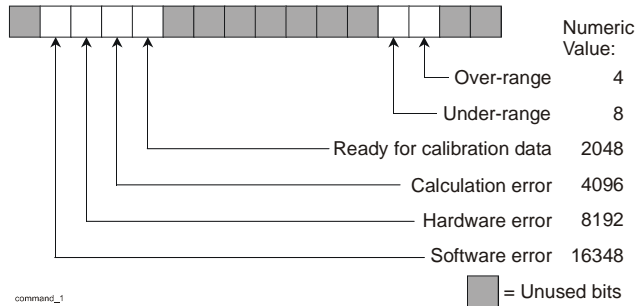 Numeric
Value:
Over-range 4
Under-range 8
Ready for calibration data 2048
Calculation error 4096
Hardware error 8192
Software error 16348
command_1
= Unused bits